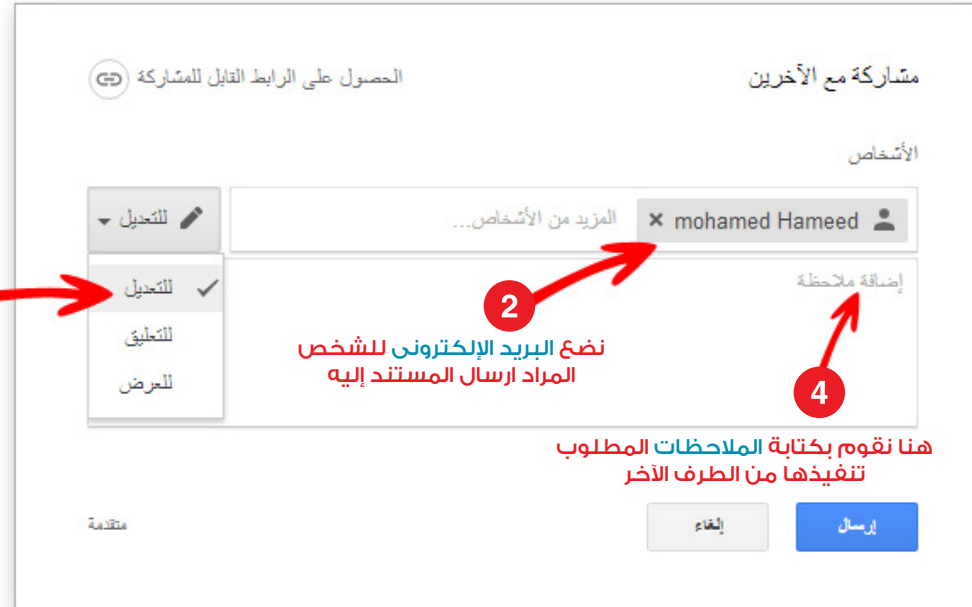 مشاركة مع الآخرين
الحصول على الرابط القابل للمشاركة
الأشخاص
mohamed Hameed ×
المزيد من الأشخاص...
للتعديل
إضافة ملاحظة
للتعديل
للتعليق
للعرض
2
نضع البريد الإلكترونى للشخص
المراد ارسال المستند إليه
4
هنا نقوم بكتابة الملاحظات المطلوب
تنفيذها من الطرف الآخر
إرسال
إلغاء
متقدمة